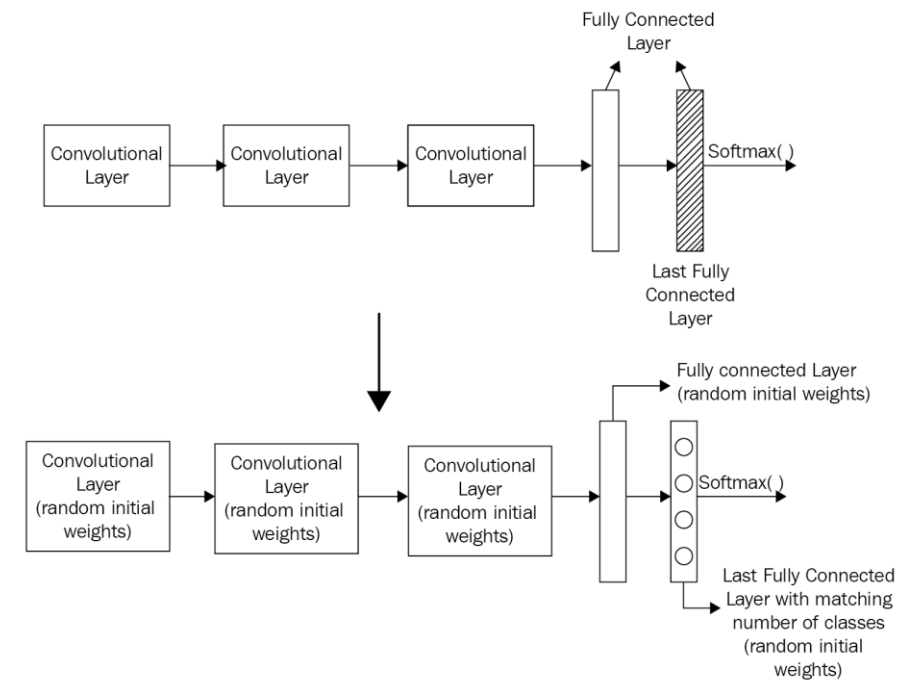 Fully Connected
Layer
Convolutional
Layer
Convolutional
Layer
Convolutional
Layer
Softmax( )
Last Fully
Connected
Layer
Fully connected Layer
(random initial weights)
Convolutional
Layer
(random initial
weights)
Convolutional
Layer
(random initial
weights)
Convolutional
Layer
(random initial
weights)
Softmax( )
Last Fully Connected
Layer with matching
number of classes
(random initial
weights)